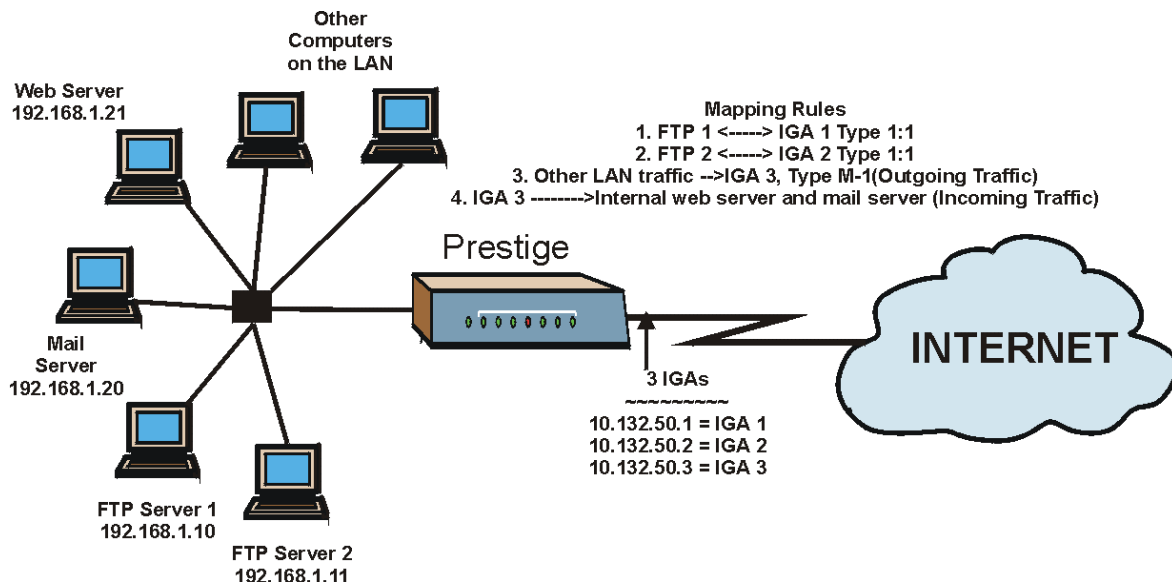 Other
Computers
on the LAN
Web Server
192.168.1.21
Mapping Rules
1. FTP 1 <-----> IGA 1 Type 1:1
2. FTP 2 <-----> IGA 2 Type 1:1
3. Other LAN traffic -->IGA 3, Type M-1(Outgoing Traffic)
4. IGA 3 -------->Internal web server and mail server (Incoming Traffic)
Prestige
INTERNET
Mail
Server
192.168.1.20
3 IGAs
~~~~~~~~~
10.132.50.1 = IGA 1
10.132.50.2 = IGA 2
10.132.50.3 = IGA 3
FTP Server 1
192.168.1.10
FTP Server 2
192.168.1.11